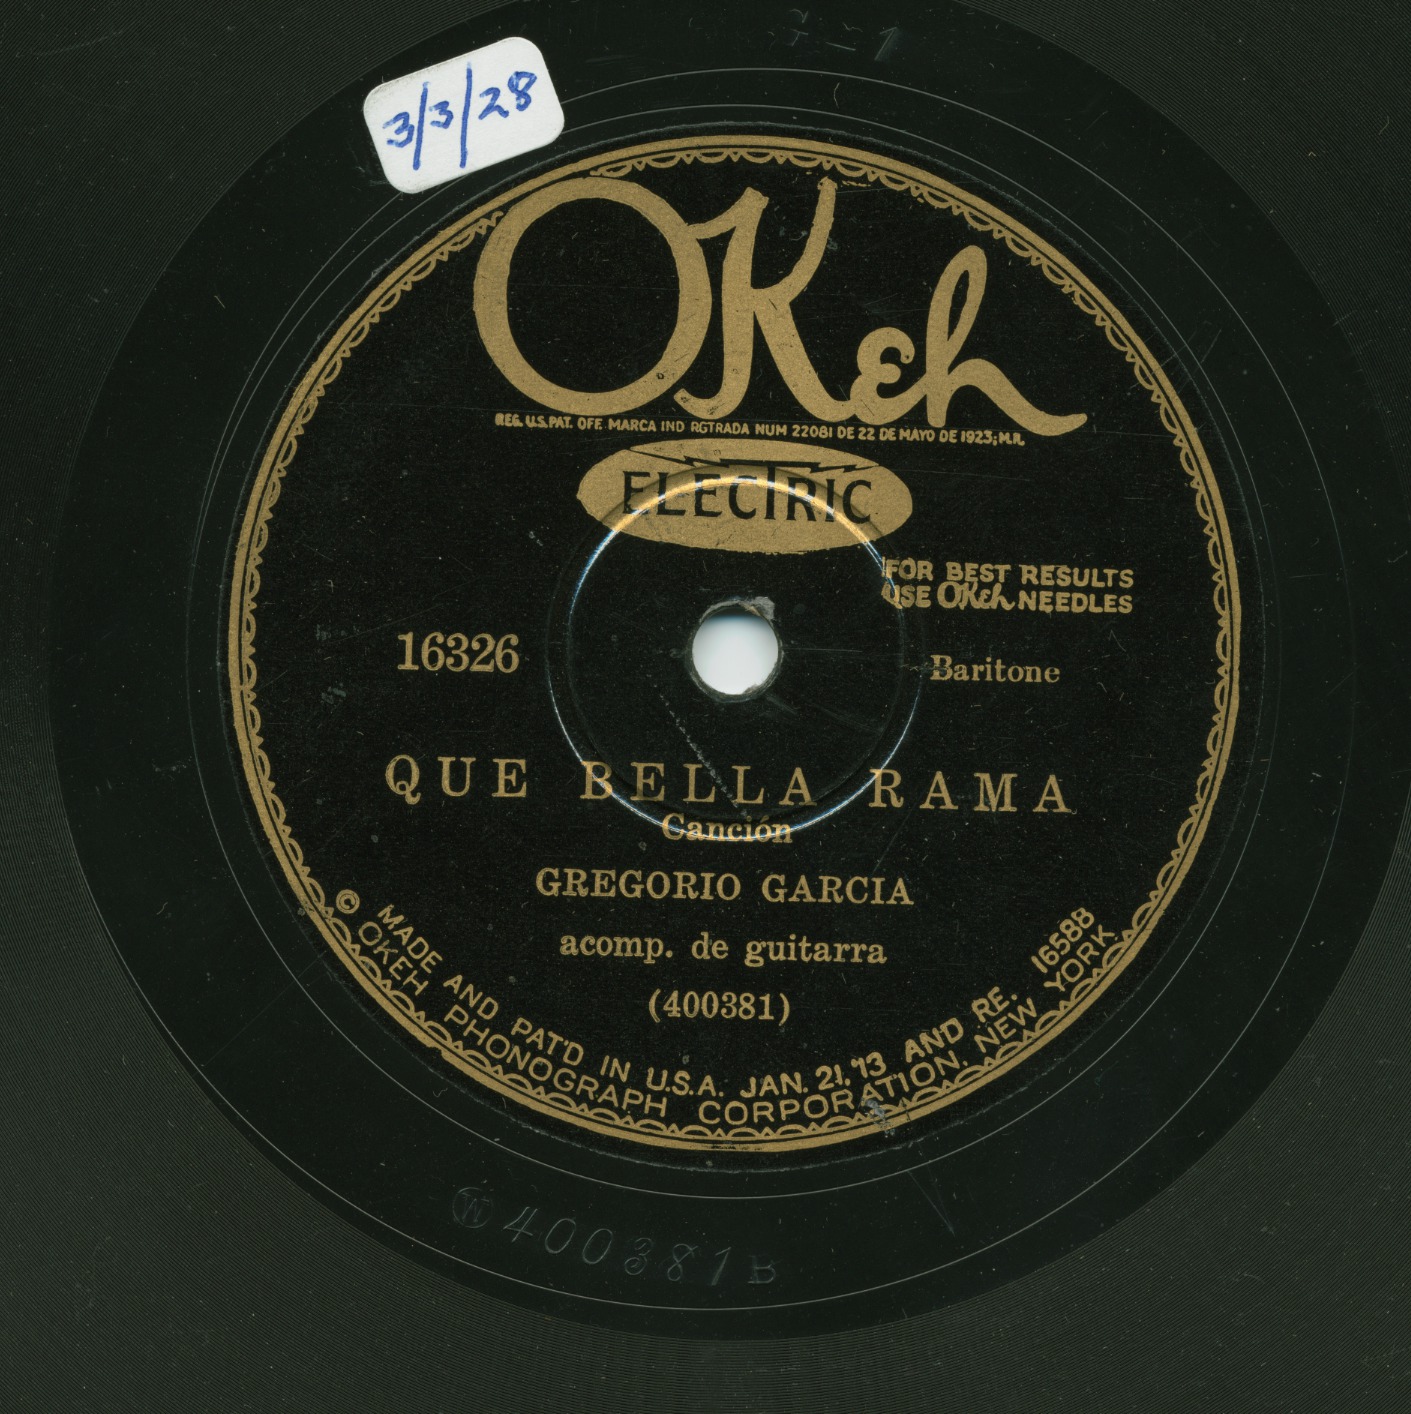 G-1
3/3/28
OKeh
REG. U.S. PAT. OFF. MARCA IND RGTRADA NUM 22081 DE 22 DE MAYO DE 1923; M.R.
ELECTRIC
FOR BEST RESULTS
USE OKeh NEEDLES
16326
Baritone
QUE BELLA RAMA
Canción
GREGORIO GARCIA
acomp. de guitarra
(400381)
MADE AND PAT'D IN U.S.A. JAN. 21, '13 AND RE. 16588
© OKEH PHONOGRAPH CORPORATION. NEW YORK
W 400381 B